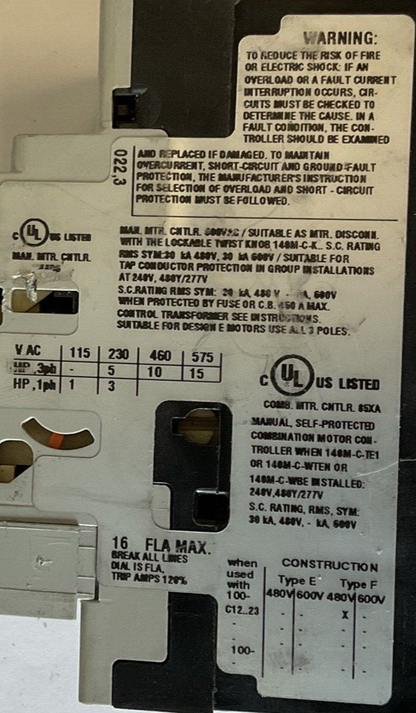 WARNING:
TO REDUCE THE RISK OF FIRE
OR ELECTRIC SHOCK: IF AN
OVERLOAD OR A FAULT CURRENT
INTERRUPTION OCCURS, CIR-
CUITS MUST BE CHECKED TO
DETERMINE THE CAUSE. IN A
FAULT CONDITION, THE CON-
TROLLER SHOULD BE EXAMINED
AND REPLACED IF DAMAGED. TO MAINTAIN
OVERCURRENT, SHORT-CIRCUIT AND GROUND-FAULT
PROTECTION, THE MANUFACTURER'S INSTRUCTION
FOR SELECTION OF OVERLOAD AND SHORT - CIRCUIT
PROTECTION MUST BE FOLLOWED.
022,3
C UL US LISTED
MAN. MTR. CNTLR.
MAN. MTR. CNTLR. 600VAC / SUITABLE AS MTR. DISCONN.
WITH THE LOCKABLE TWIST KNOB 140M-C-K.. S.C. RATING
RMS SYM:30 kA 480V, 30 kA 600V / SUITABLE FOR
TAP CONDUCTOR PROTECTION IN GROUP INSTALLATIONS
AT 240V, 480Y/277V
S.C.RATING RMS SYM: 20 kA, 480 V - kA, 600V
WHEN PROTECTED BY FUSE OR C.B. 450 A MAX.
CONTROL TRANSFORMER SEE INSTRUCTIONS.
SUITABLE FOR DESIGN E MOTORS USE ALL 3 POLES.
V AC 115 230 460 575
HP ,3ph - 5 10 15
HP ,1ph 1 3
C UL US LISTED
COMB. MTR. CNTLR. 85XA
MANUAL, SELF-PROTECTED
COMBINATION MOTOR CON-
TROLLER WHEN 140M-C-TE1
OR 140M-C-WTEN OR
140M-C-WBE INSTALLED:
240V,480Y/277V
S.C. RATING, RMS, SYM:
30 kA, 480V, - kA, 600V
16 FLA MAX.
BREAK ALL LINES
DIAL IS FLA,
TRIP AMPS 120%
when used with CONSTRUCTION
Type E Type F
100- 480V 600V 480V 600V
C12..23 - - X -
- - - - -
100- - - - -
- - - - -